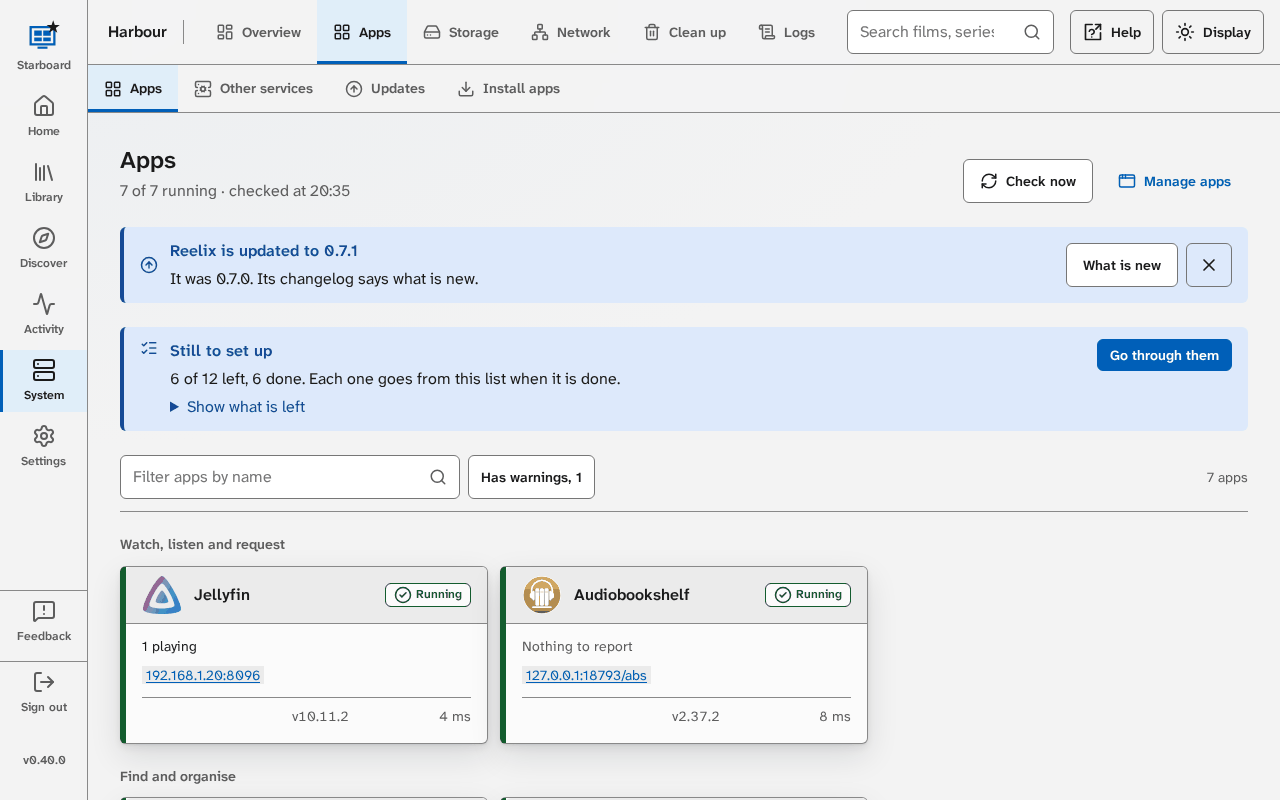 Starboard
Home
Library
Discover
Activity
System
Settings
Feedback
Sign out
v0.40.0
Harbour
Overview
Apps
Storage
Network
Clean up
Logs
Search films, series
Help
Display
Apps
Other services
Updates
Install apps
Apps
7 of 7 running · checked at 20:35
Check now
Manage apps
Reelix is updated to 0.7.1
It was 0.7.0. Its changelog says what is new.
What is new
Still to set up
6 of 12 left, 6 done. Each one goes from this list when it is done.
Show what is left
Go through them
Filter apps by name
Has warnings, 1
7 apps
Watch, listen and request
Jellyfin
Running
1 playing
192.168.1.20:8096
v10.11.2
4 ms
Audiobookshelf
Running
Nothing to report
127.0.0.1:18793/abs
v2.37.2
8 ms
Find and organise